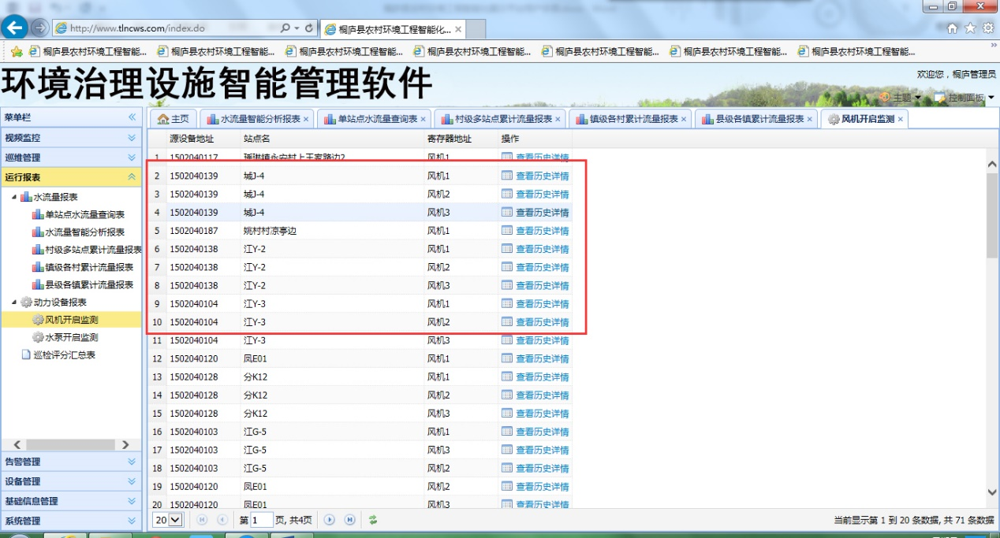 http://www.tlncws.com/index.do
桐庐县农村环境工程智能化...
桐庐县农村环境工程智能... 桐庐县农村环境工程智能... 桐庐县农村环境工程智能... 桐庐县农村环境工程智能... 桐庐县农村环境工程智能... 桐庐县农村环境工程智能... 桐庐县农村环境工程智能...
环境治理设施智能管理软件
欢迎您，桐庐管理员
主题 控制面板
菜单栏
视频监控
巡维管理
运行报表
水流量报表
单站点水流量查询表
水流量智能分析报表
村级多站点累计流量报表
镇级各村累计流量报表
县级各镇累计流量报表
动力设备报表
风机开启监测
水泵开启监测
巡检评分汇总表
告警管理
设备管理
基础信息管理
系统管理
主页 水流量智能分析报表 单站点水流量查询表 村级多站点累计流量报表 镇级各村累计流量报表 县级各镇累计流量报表 风机开启监测
源设备地址 站点名 寄存器地址 操作
1 1502040117 瑶琳镇永安村上王家路边2 风机1 查看历史详情
2 1502040139 城J-4 风机1 查看历史详情
3 1502040139 城J-4 风机2 查看历史详情
4 1502040139 城J-4 风机3 查看历史详情
5 1502040187 姚村村凉亭边 风机1 查看历史详情
6 1502040138 江Y-2 风机1 查看历史详情
7 1502040138 江Y-2 风机2 查看历史详情
8 1502040138 江Y-2 风机3 查看历史详情
9 1502040104 江Y-3 风机1 查看历史详情
10 1502040104 江Y-3 风机2 查看历史详情
11 1502040104 江Y-3 风机3 查看历史详情
12 1502040120 凤E01 风机1 查看历史详情
13 1502040128 分K12 风机1 查看历史详情
14 1502040128 分K12 风机2 查看历史详情
15 1502040128 分K12 风机3 查看历史详情
16 1502040103 江G-5 风机1 查看历史详情
17 1502040103 江G-5 风机3 查看历史详情
18 1502040103 江G-5 风机2 查看历史详情
19 1502040120 凤E01 风机2 查看历史详情
20 1502040120 凤E01 风机3 查看历史详情
20 第 1 页, 共4页
当前显示第 1 到 20 条数据, 共 71 条数据